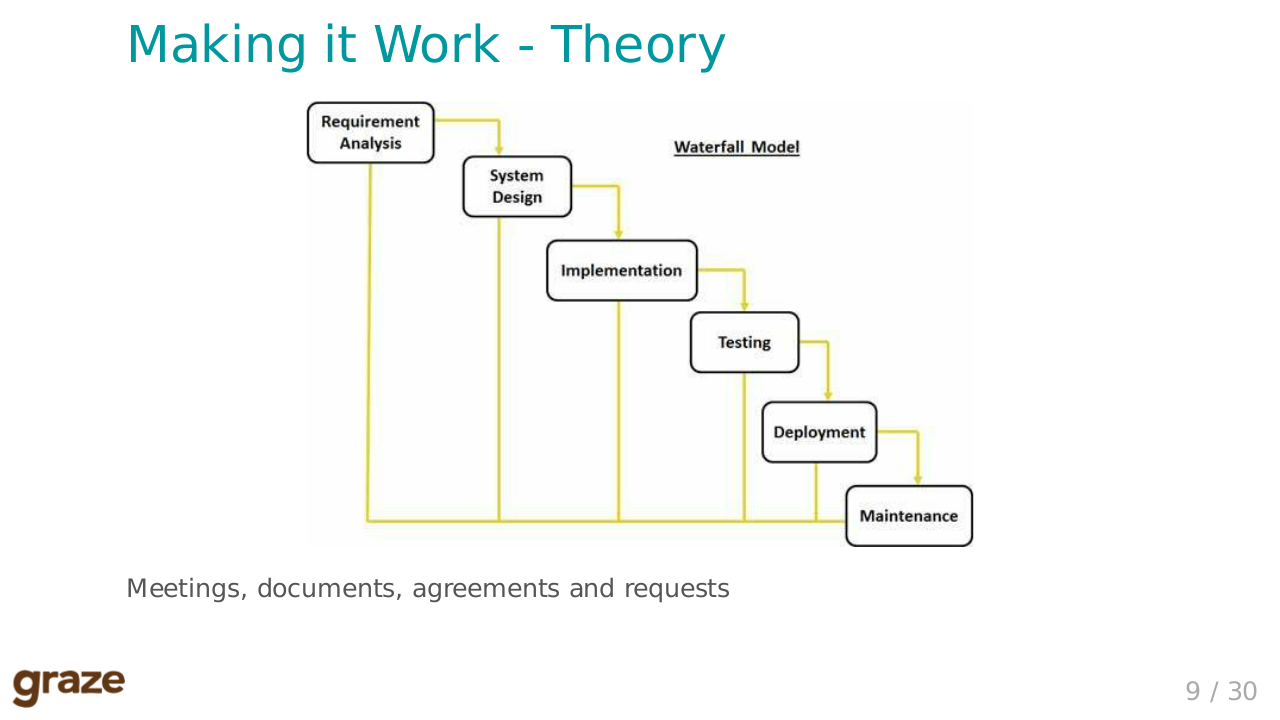 Making it Work - Theory
Requirement
Analysis
Waterfall Model
System
Design
Implementation
Testing
Deployment
Maintenance
Meetings, documents, agreements and requests
graze
9 / 30